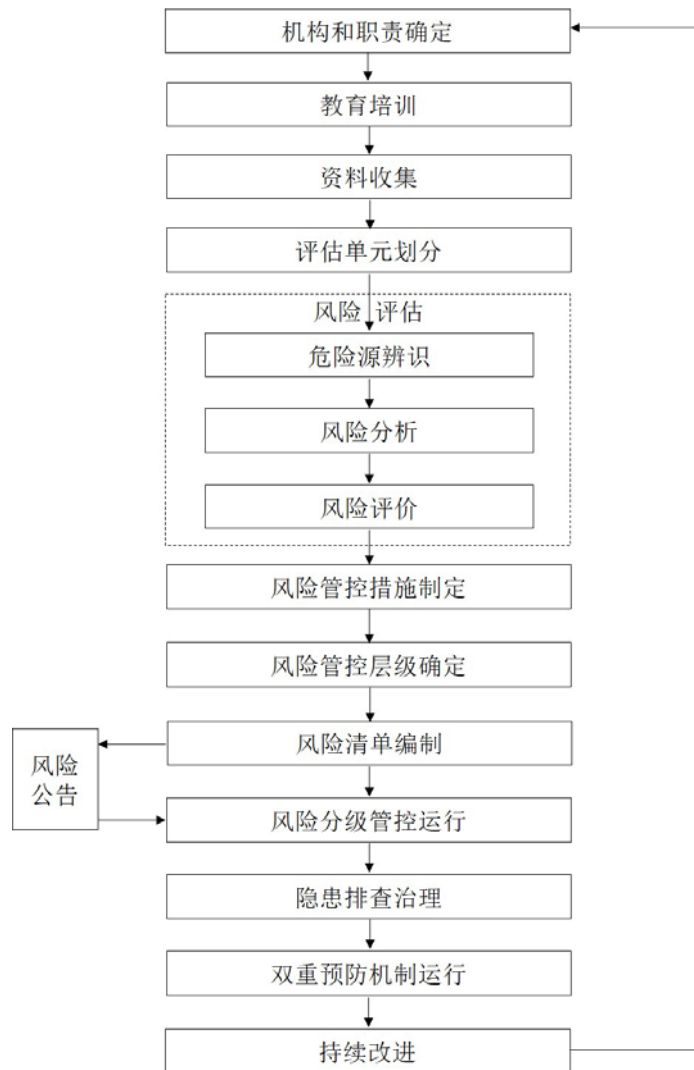 机构和职责确定
教育培训
资料收集
评估单元划分
风险评估
危险源辨识
风险分析
风险评价
风险管控措施制定
风险管控层级确定
风险清单编制
风险
公告
风险分级管控运行
隐患排查治理
双重预防机制运行
持续改进